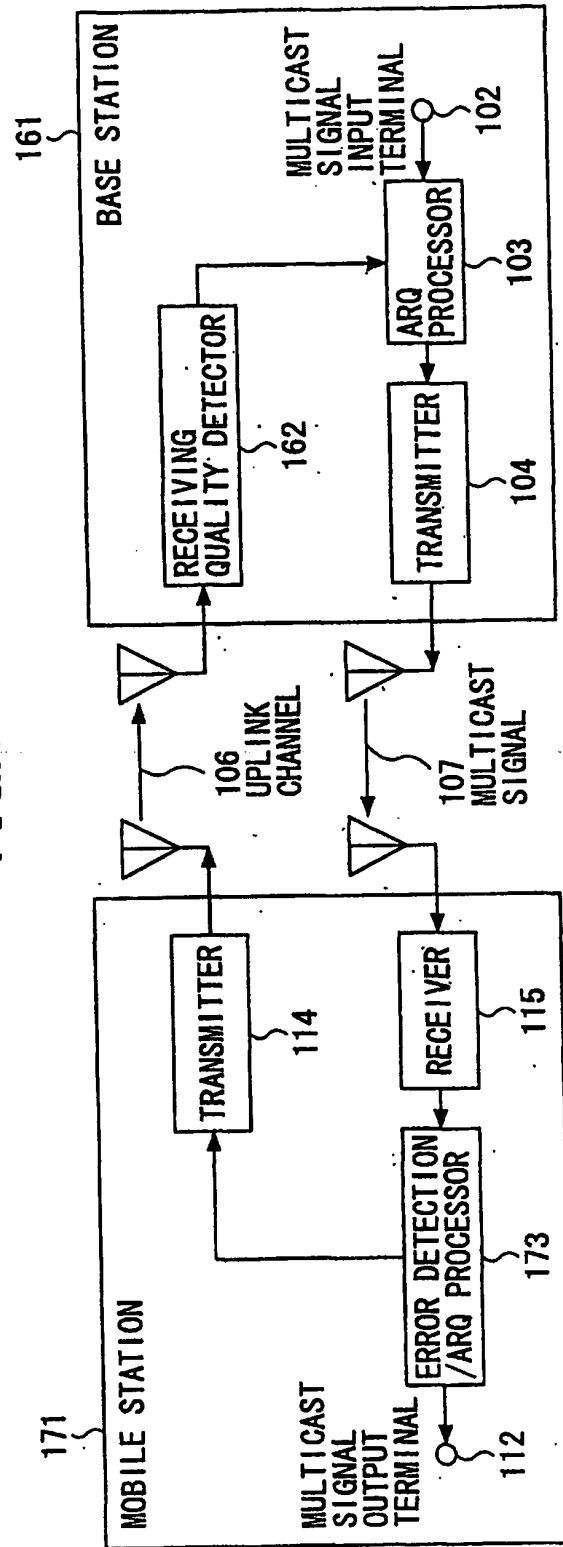 171
MOBILE STATION
MULTICAST
SIGNAL
OUTPUT
TERMINAL
112
ERROR DETECTION
/ARQ PROCESSOR
173
TRANSMITTER
114
RECEIVER
115
106
UPLINK
CHANNEL
107
MULTICAST
SIGNAL
161
BASE STATION
RECEIVING
QUALITY DETECTOR
162
TRANSMITTER
104
ARQ
PROCESSOR
103
MULTICAST
SIGNAL
INPUT
TERMINAL
102